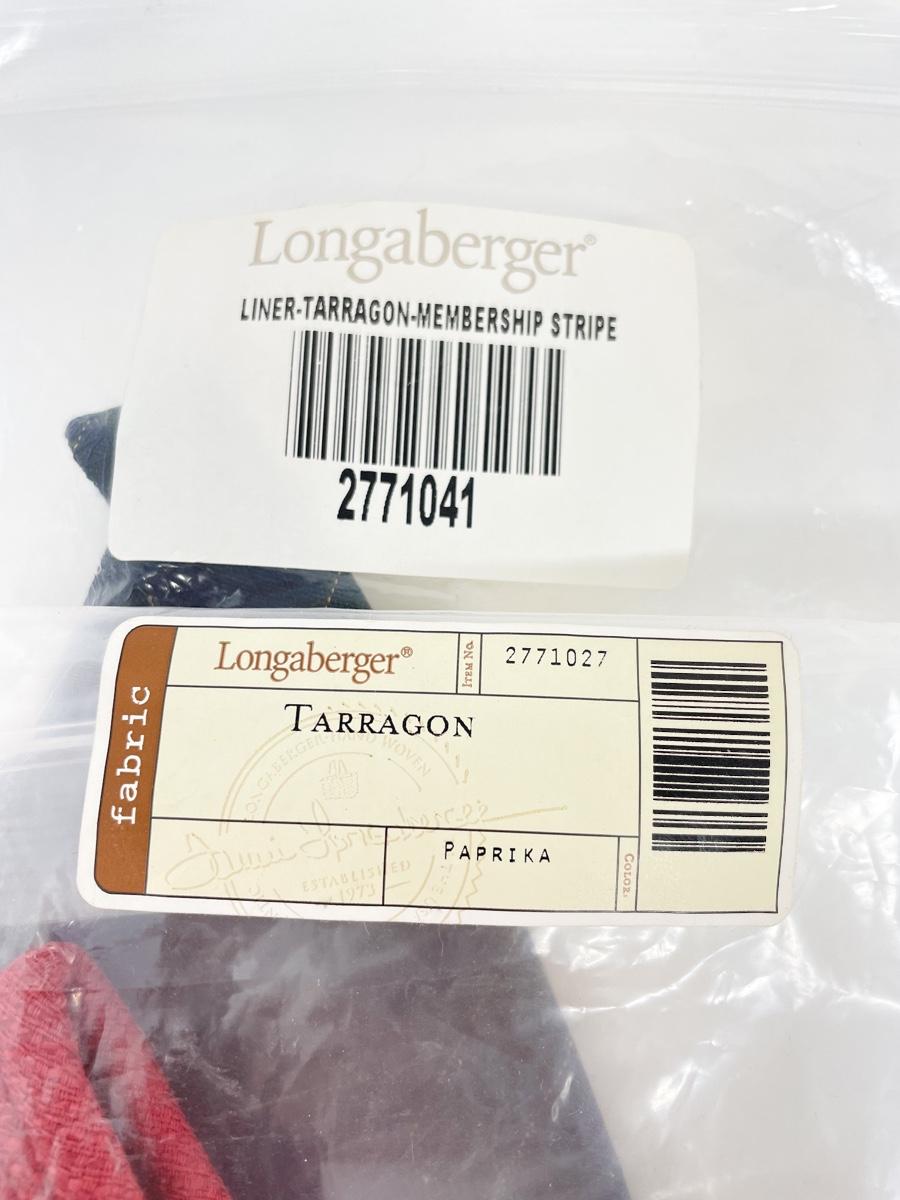 Longaberger®
LINER-TARRAGON-MEMBERSHIP STRIPE
2771041
fabric
Longaberger®
ITEM NO.
2771027
TARRAGON
ESTABLISHED
1973
PAPRIKA
COLOR: